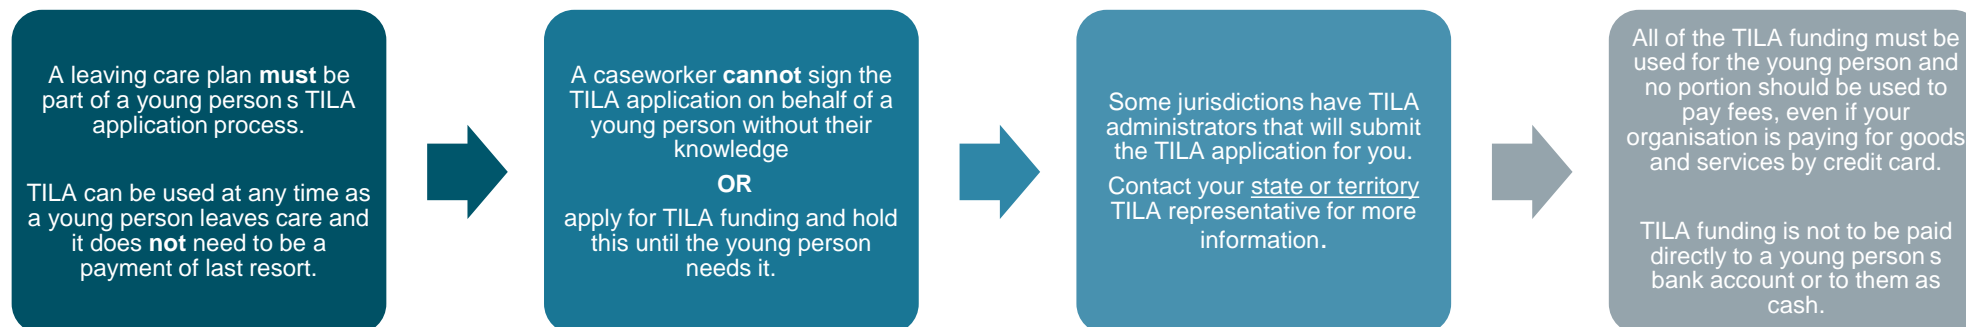 A leaving care plan must be
part of a young person s TILA
application process.
TILA can be used at any time as
a young person leaves care and
it does not need to be a
payment of last resort.
A caseworker cannot sign the
TILA application on behalf of a
young person without their
knowledge
OR
apply for TILA funding and hold
this until the young person
needs it.
Some jurisdictions have TILA
administrators that will submit
the TILA application for you.
Contact your state or territory
TILA representative for more
information.
All of the TILA funding must be
used for the young person and
no portion should be used to
pay fees, even if your
organisation is paying for goods
and services by credit card.
TILA funding is not to be paid
directly to a young person s
bank account or to them as
cash.